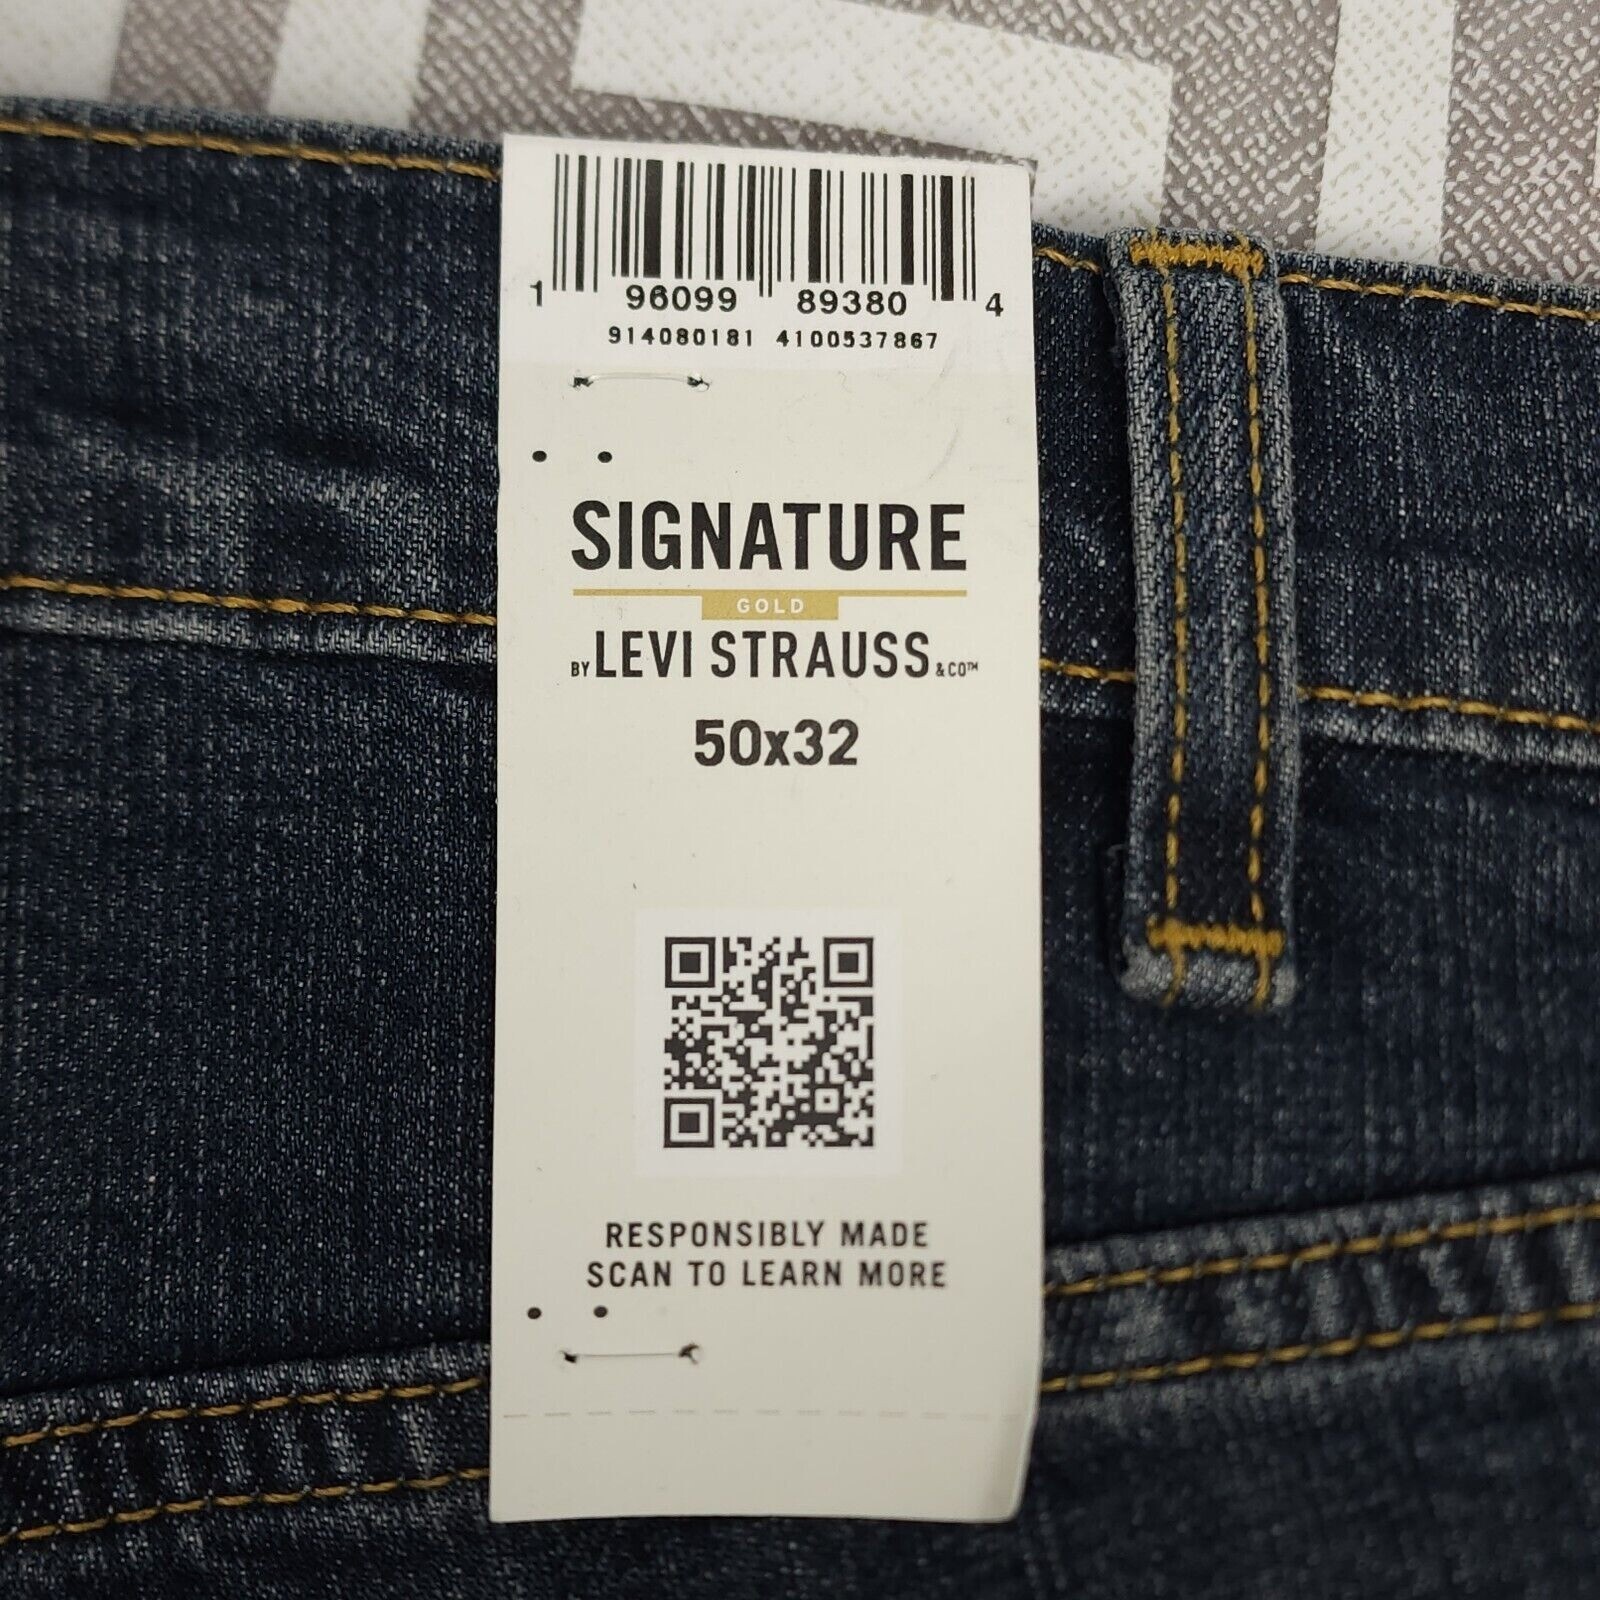 1 96099 89380 4
914080181 4100537867
SIGNATURE
GOLD
BY LEVI STRAUSS & CO™
50x32
RESPONSIBLY MADE
SCAN TO LEARN MORE